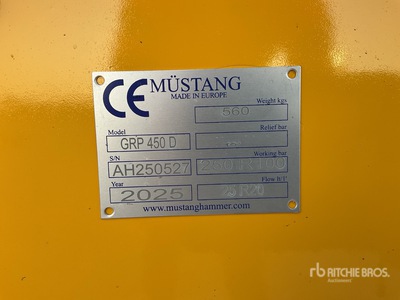 CE MÜSTANG
MADE IN EUROPE
Weight kgs
560
Model
GRP 450 D
Relief bar
S/N
AH250527
Working bar
Year
2025
Flow lt/1'
www.mustanghammer.com
rb RITCHIE BROS.
Auctioneers